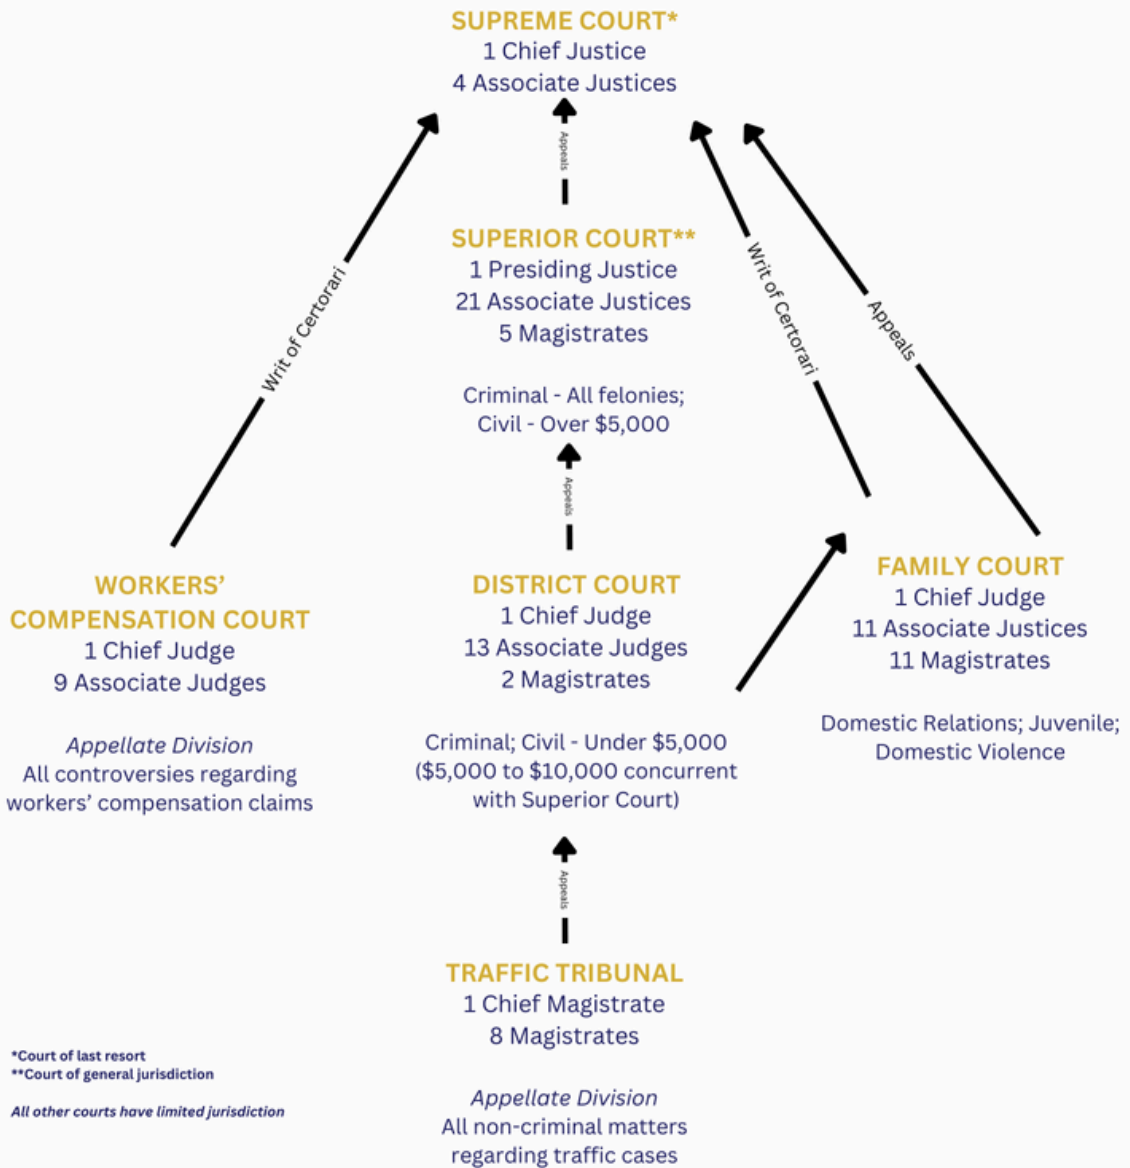 SUPREME COURT*
1 Chief Justice
4 Associate Justices
Appeals
SUPERIOR COURT**
1 Presiding Justice
21 Associate Justices
5 Magistrates
Criminal - All felonies;
Civil - Over $5,000
Writ of Certorari
Writ of Certorari
Appeals
Appeals
WORKERS’
COMPENSATION COURT
1 Chief Judge
9 Associate Judges
Appellate Division
All controversies regarding
workers’ compensation claims
DISTRICT COURT
1 Chief Judge
13 Associate Judges
2 Magistrates
Criminal; Civil - Under $5,000
($5,000 to $10,000 concurrent
with Superior Court)
FAMILY COURT
1 Chief Judge
11 Associate Justices
11 Magistrates
Domestic Relations; Juvenile;
Domestic Violence
Appeals
TRAFFIC TRIBUNAL
1 Chief Magistrate
8 Magistrates
Appellate Division
All non-criminal matters
regarding traffic cases
*Court of last resort
**Court of general jurisdiction
All other courts have limited jurisdiction